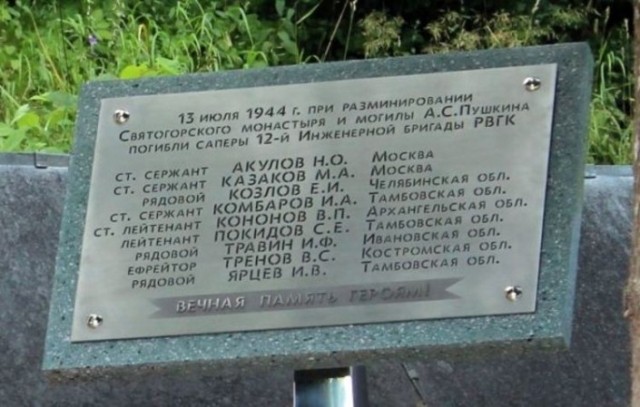 13 июля 1944 г. при разминировании
Святогорского монастыря и могилы А.С.Пушкина
погибли саперы 12-й Инженерной бригады РВГК
ст. сержант АКУЛОВ Н.О. Москва
ст. сержант КАЗАКОВ М.А. Москва
рядовой КОЗЛОВ Е.И. Челябинская обл.
ст. сержант КОМБАРОВ И.А. Тамбовская обл.
ст. лейтенант КОНОНОВ В.П. Архангельская обл.
лейтенант ПОКИДОВ С.Е. Тамбовская обл.
рядовой ТРАВИН И.Ф. Ивановская обл.
ефрейтор ТРЕНОВ В.С. Костромская обл.
рядовой ЯРЦЕВ И.В. Тамбовская обл.
ВЕЧНАЯ ПАМЯТЬ ГЕРОЯМ!